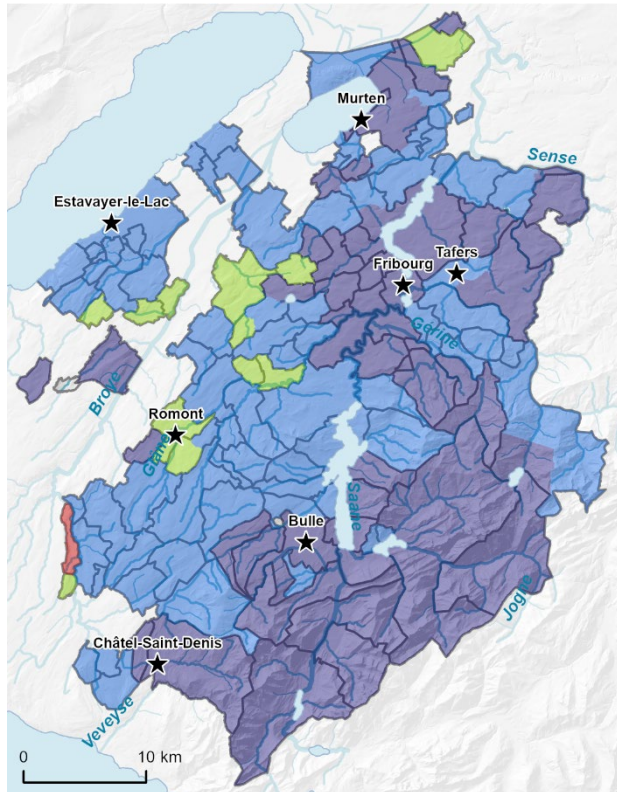 Murten
Sense
Estavayer-le-Lac
Tafers
Fribourg
Gérine
Broye
Romont
Glâne
Saane
Bulle
Jogne
Châtel-Saint-Denis
Veveyse
0 10 km